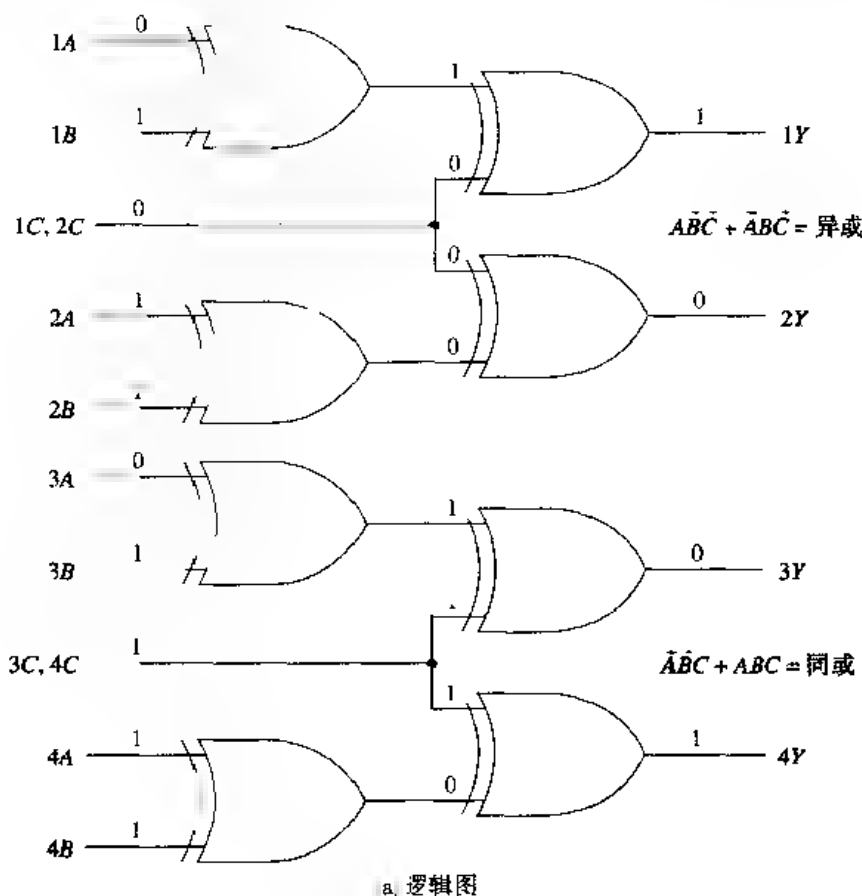 0
1A
1
1
1B
1
1Y
0
1C, 2C
0
AB̄C̄ + ĀBC̄ = 异或
0
1
2A
0
2Y
0
2B
0
3A
1
1
3B
0
3Y
1
3C, 4C
ĀB̄C + ABC = 同或
1
1
4A
1
4Y
0
1
4B
a) 逻辑图